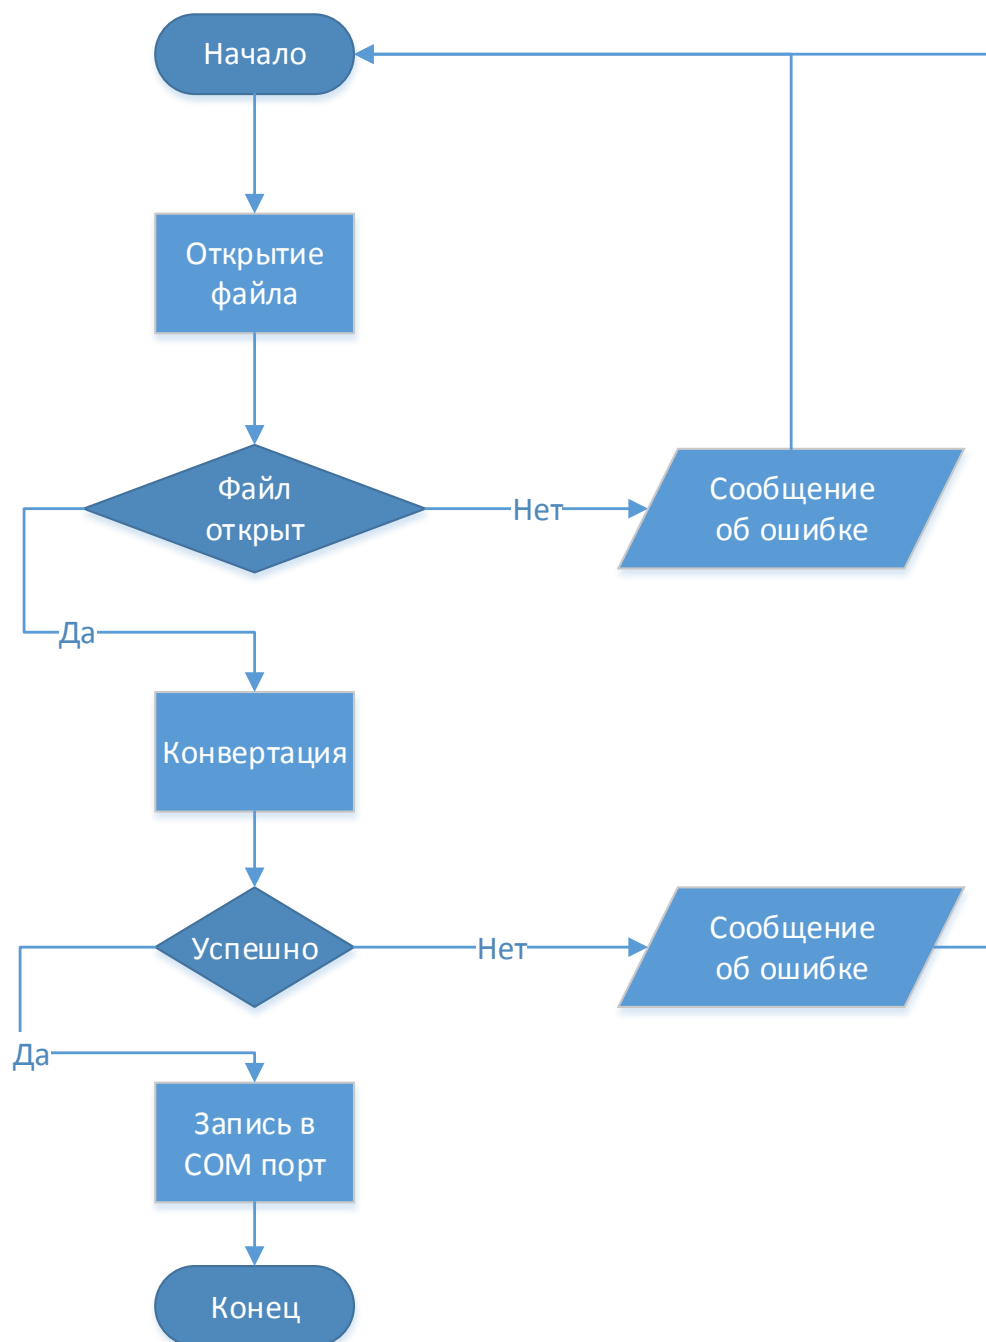 Начало
Открытие
файла
Файл
открыт
Нет
Сообщение
об ошибке
Да
Конвертация
Успешно
Нет
Сообщение
об ошибке
Да
Запись в
COM порт
Конец